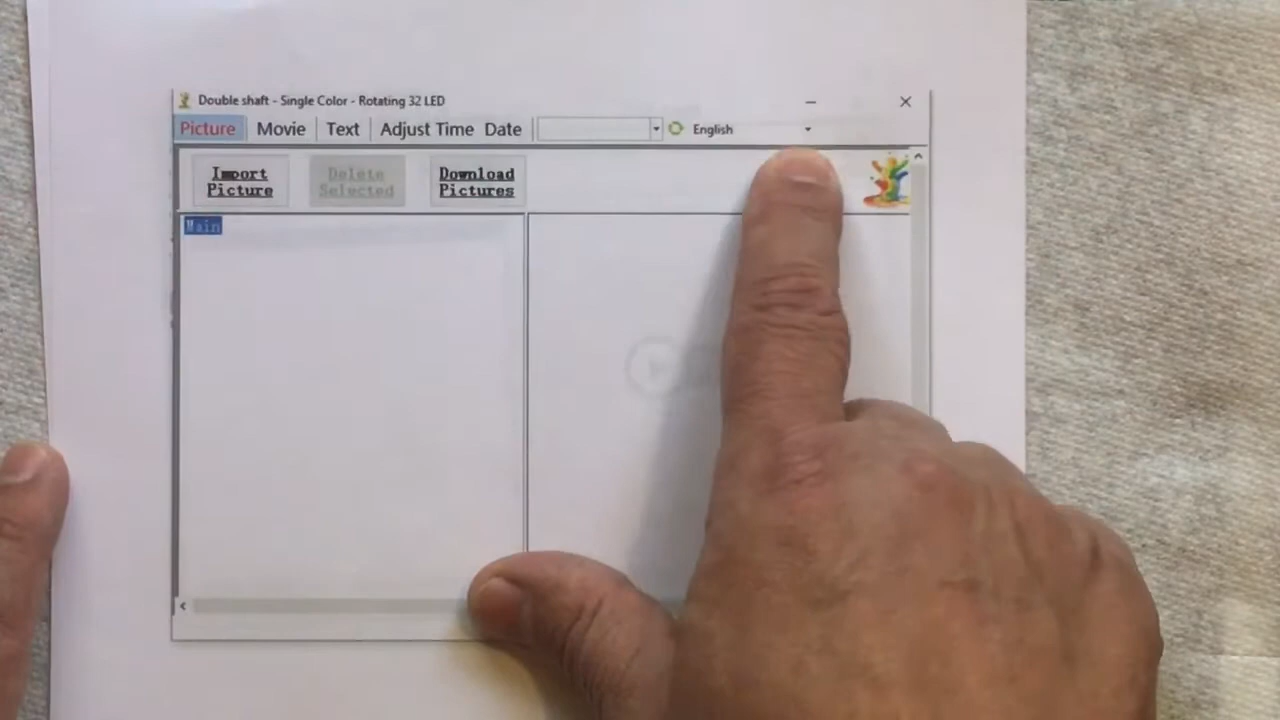 Double shaft - Single Color - Rotating 32 LED
Picture Movie Text Adjust Time Date English
Import Picture
Delete Selected
Download Pictures
Main